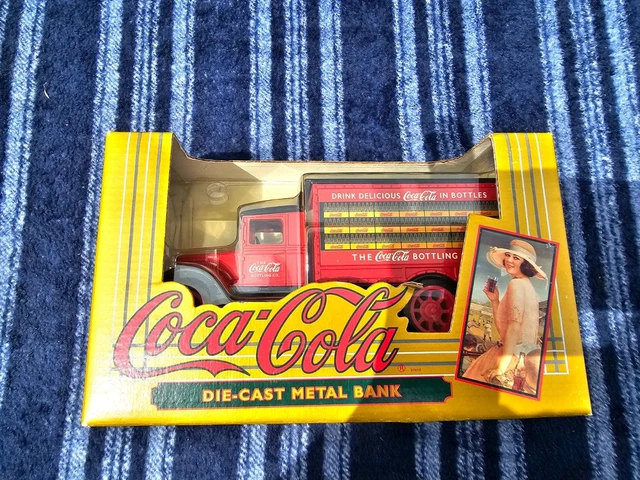 DRINK DELICIOUS Coca-Cola IN BOTTLES
THE Coca-Cola BOTTLING
Coca-Cola
Coca-Cola
DIE-CAST METAL BANK